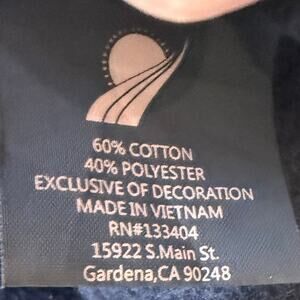 60% COTTON
40% POLYESTER
EXCLUSIVE OF DECORATION
MADE IN VIETNAM
RN#133404
15922 S.Main St.
Gardena,CA 90248